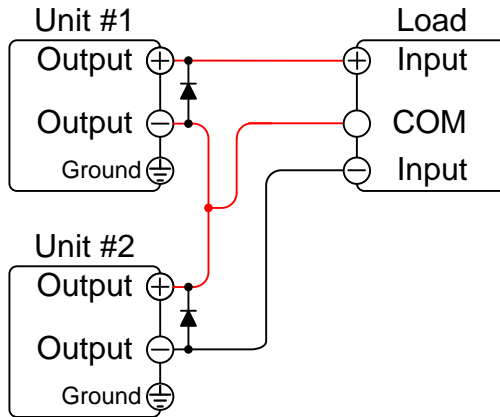 Unit #1
Output
Output
Ground
Load
Input
COM
Input
Unit #2
Output
Output
Ground